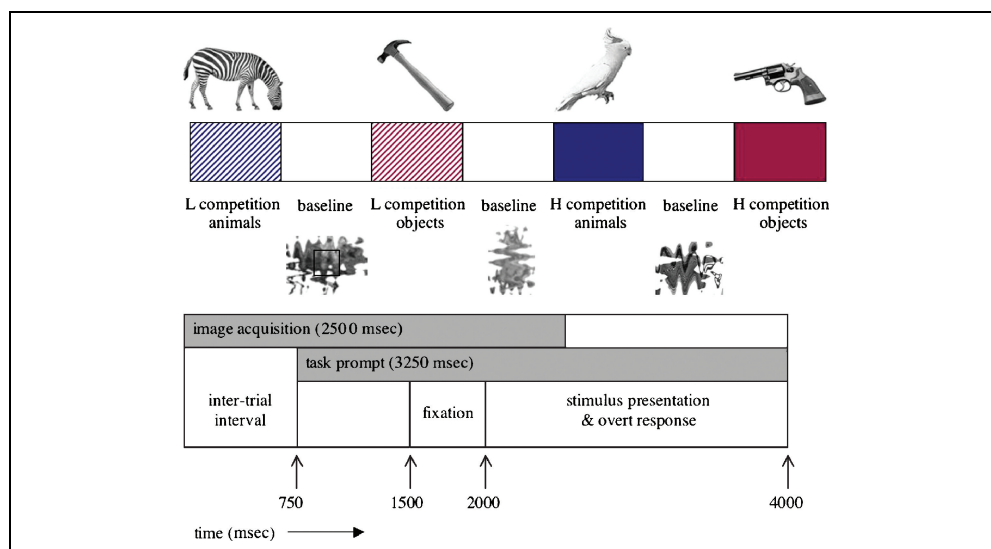 L competition
animals
baseline
L competition
objects
baseline
H competition
animals
baseline
H competition
objects
image acquisition (2500 msec)
task prompt (3250 msec)
inter-trial
interval
fixation
stimulus presentation
& overt response
750
1500
2000
4000
time (msec)